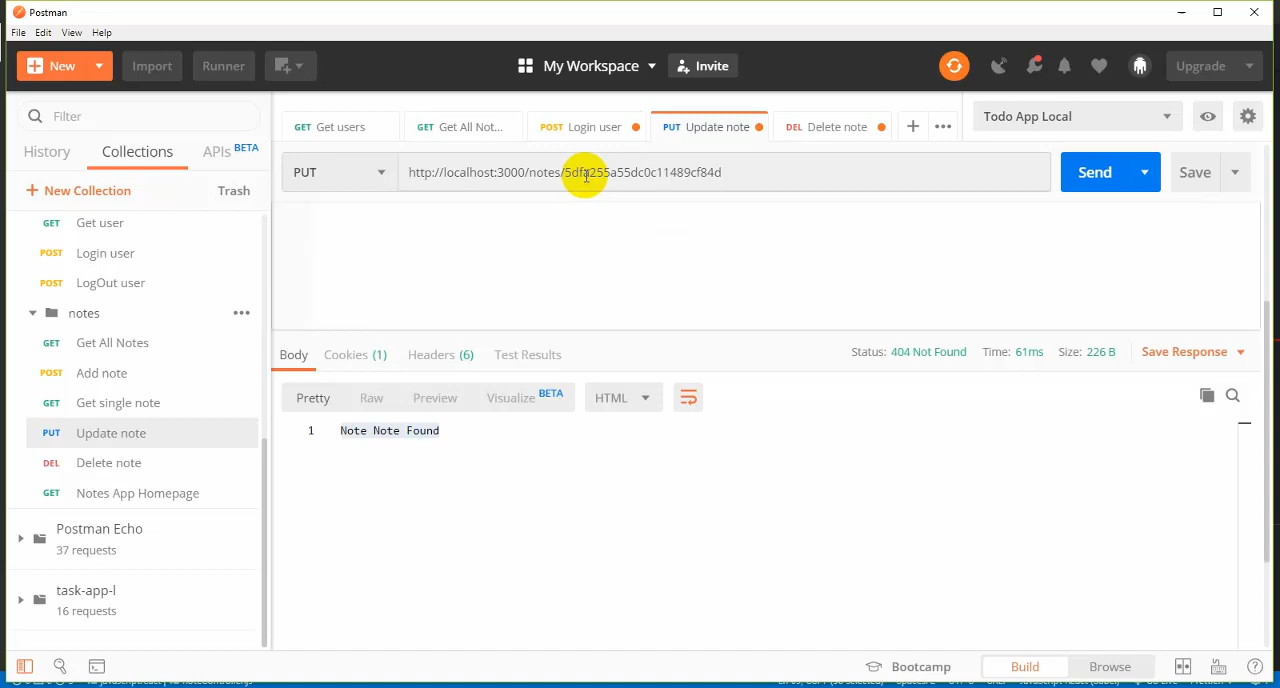 Postman
File Edit View Help
New Import Runner My Workspace Invite Upgrade
Filter
History Collections APIs BETA
New Collection Trash
GET Get user
POST Login user
POST LogOut user
notes
GET Get All Notes
POST Add note
GET Get single note
PUT Update note
DEL Delete note
GET Notes App Homepage
Postman Echo
37 requests
task-app-l
16 requests
GET Get users GET Get All Not... POST Login user PUT Update note DEL Delete note Todo App Local
PUT http://localhost:3000/notes/5dfa255a55dc0c11489cf84d Send Save
Body Cookies (1) Headers (6) Test Results Status: 404 Not Found Time: 61ms Size: 226 B Save Response
Pretty Raw Preview Visualize BETA HTML
1 Note Note Found
Bootcamp Build Browse